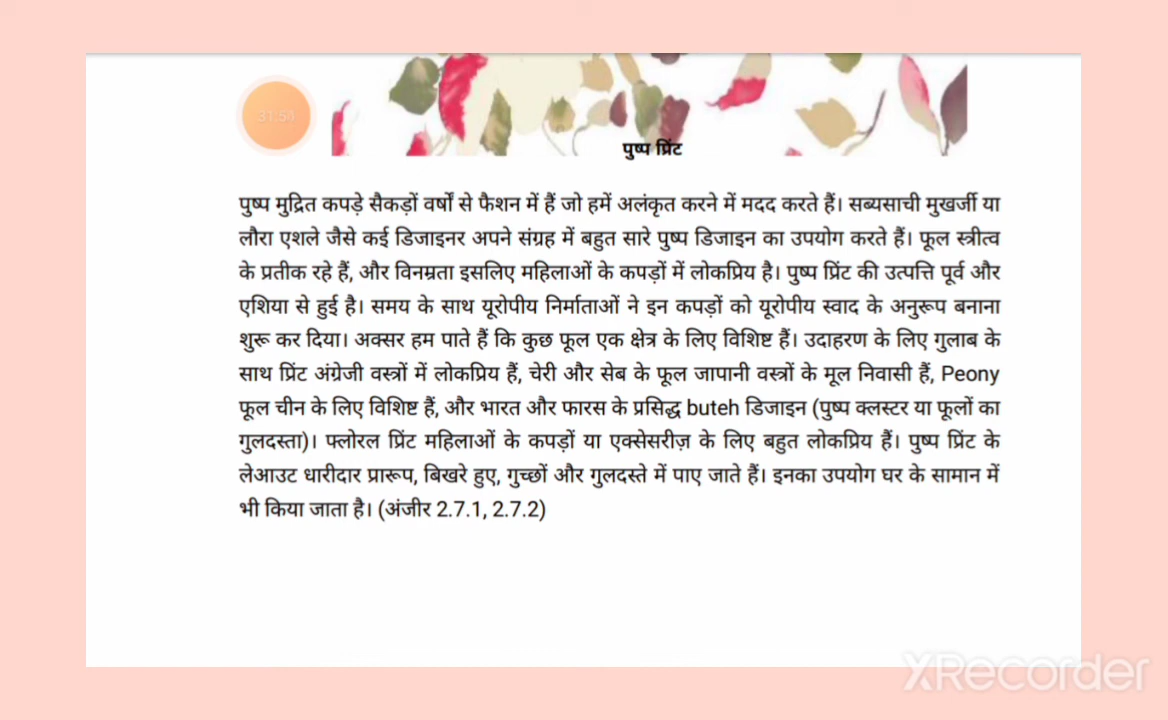 31:50
पुष्प प्रिंट
पुष्प मुद्रित कपड़े सैकड़ों वर्षों से फैशन में हैं जो हमें अलंकृत करने में मदद करते हैं। सब्यसाची मुखर्जी या
लौरा एशले जैसे कई डिजाइनर अपने संग्रह में बहुत सारे पुष्प डिजाइन का उपयोग करते हैं। फूल स्त्रीत्व
के प्रतीक रहे हैं, और विनम्रता इसलिए महिलाओं के कपड़ों में लोकप्रिय है। पुष्प प्रिंट की उत्पत्ति पूर्व और
एशिया से हुई है। समय के साथ यूरोपीय निर्माताओं ने इन कपड़ों को यूरोपीय स्वाद के अनुरूप बनाना
शुरू कर दिया। अक्सर हम पाते हैं कि कुछ फूल एक क्षेत्र के लिए विशिष्ट हैं। उदाहरण के लिए गुलाब के
साथ प्रिंट अंग्रेजी वस्त्रों में लोकप्रिय हैं, चेरी और सेब के फूल जापानी वस्त्रों के मूल निवासी हैं, Peony
फूल चीन के लिए विशिष्ट हैं, और भारत और फारस के प्रसिद्ध buteh डिजाइन (पुष्प क्लस्टर या फूलों का
गुलदस्ता)। फ्लोरल प्रिंट महिलाओं के कपड़ों या एक्सेसरीज़ के लिए बहुत लोकप्रिय हैं। पुष्प प्रिंट के
लेआउट धारीदार प्रारूप, बिखरे हुए, गुच्छों और गुलदस्ते में पाए जाते हैं। इनका उपयोग घर के सामान में
भी किया जाता है। (अंजीर 2.7.1, 2.7.2)
XRecorder